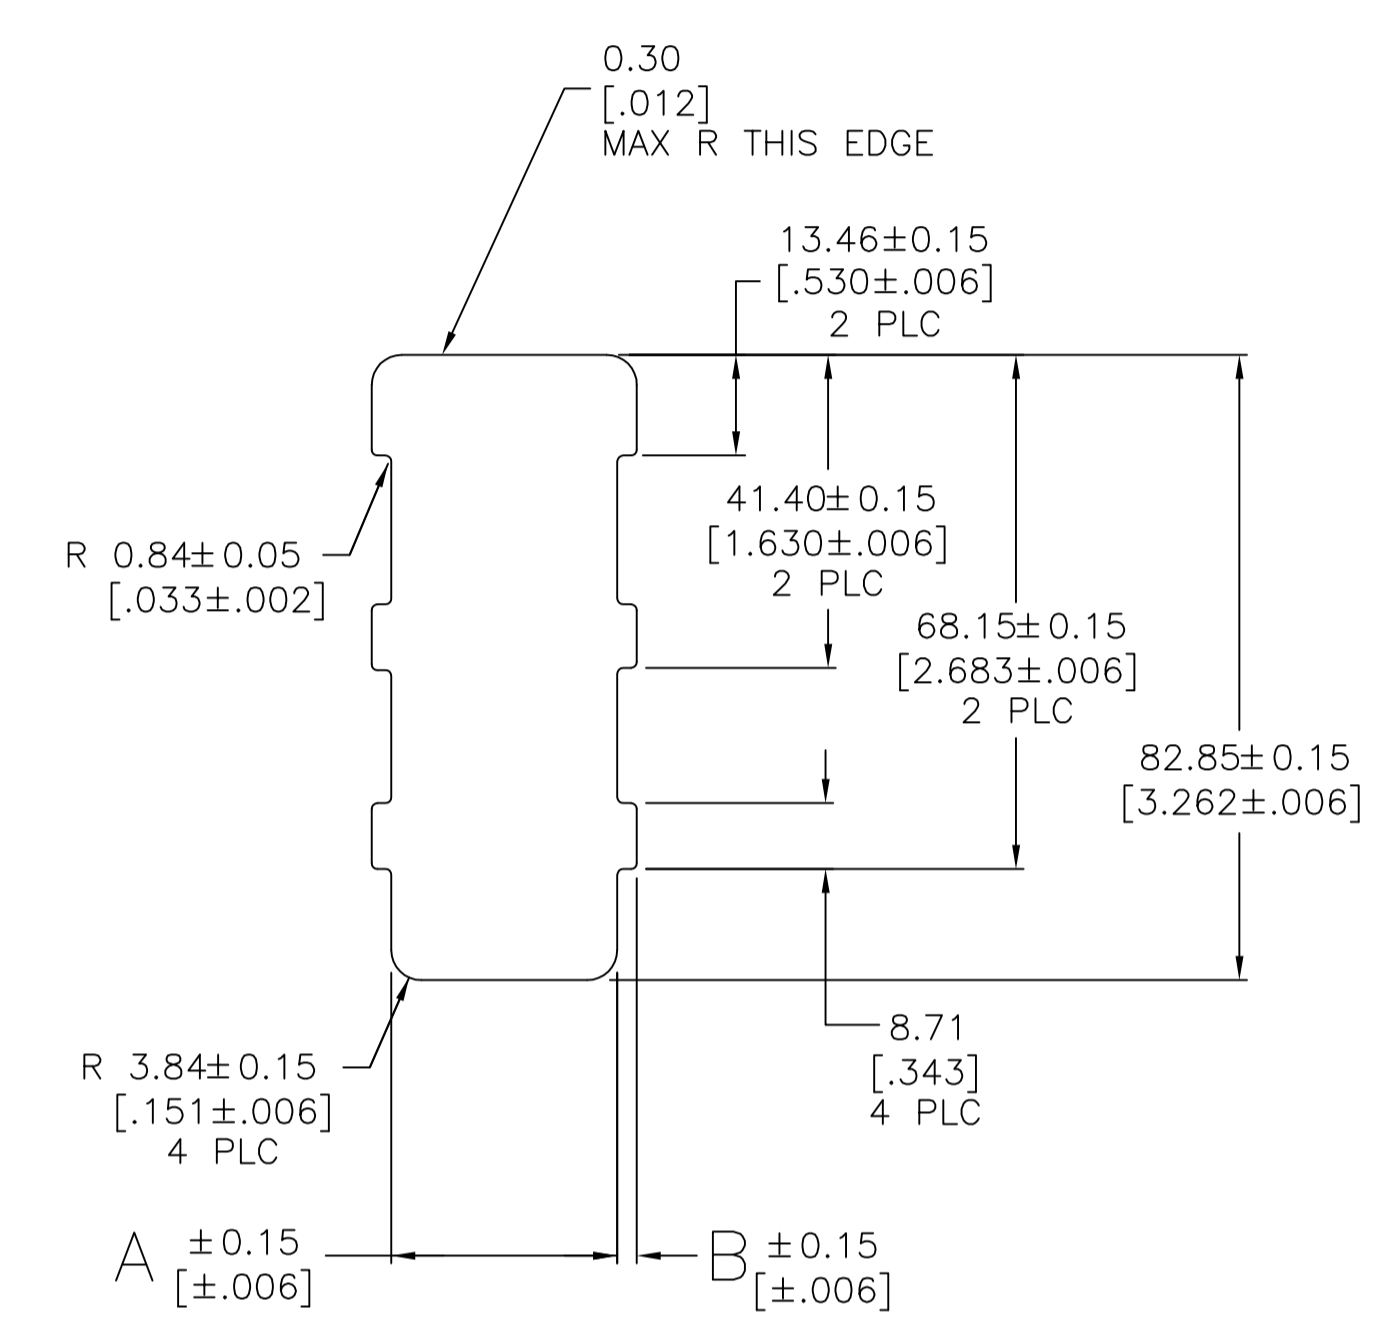 0.30
[.012]
MAX R THIS EDGE
13.46±0.15
[.530±.006]
2 PLC
41.40±0.15
[1.630±.006]
2 PLC
R 0.84±0.05
[.033±.002]
68.15±0.15
[2.683±.006]
2 PLC
82.85±0.15
[3.262±.006]
8.71
[.343]
4 PLC
R 3.84±0.15
[.151±.006]
4 PLC
A ±0.15
[±.006]
B ±0.15
[±.006]